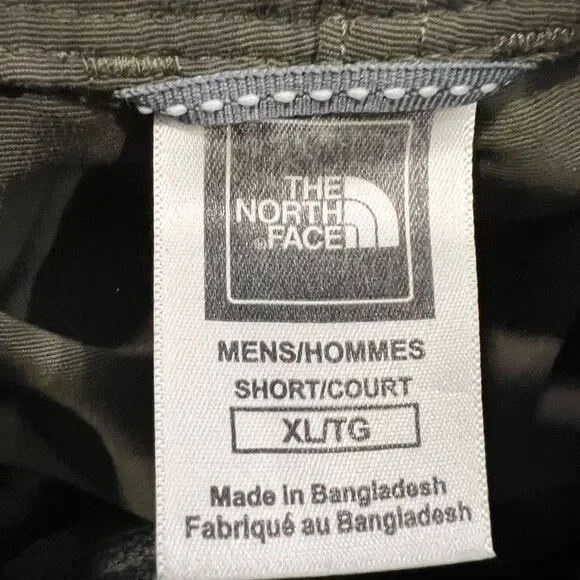 THE
NORTH
®FACE
MENS/HOMMES
SHORT/COURT
XL/TG
Made in Bangladesh
Fabriqué au Bangladesh